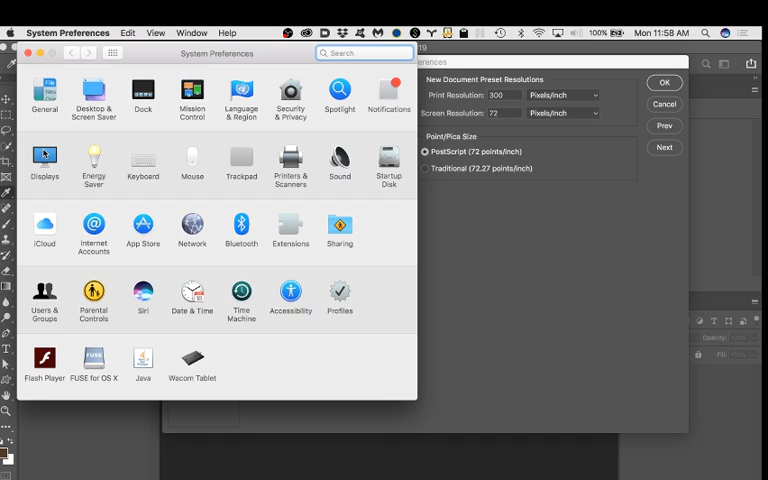 System Preferences Edit View Window Help
100% Mon 11:58 AM
System Preferences
Search
General
Desktop &
Screen Saver
Dock
Mission
Control
Language
& Region
Security
& Privacy
Spotlight
Notifications
Displays
Energy
Saver
Keyboard
Mouse
Trackpad
Printers &
Scanners
Sound
Startup
Disk
iCloud
Internet
Accounts
App Store
Network
Bluetooth
Extensions
Sharing
Users &
Groups
Parental
Controls
Siri
Date & Time
Time
Machine
Accessibility
Profiles
Flash Player
FUSE for OS X
Java
Wacom Tablet
19
erences
New Document Preset Resolutions
Print Resolution: 300 Pixels/Inch
Screen Resolution: 72 Pixels/Inch
Point/Pica Size
PostScript (72 points/inch)
Traditional (72.27 points/inch)
OK
Cancel
Prev
Next
Opacity:
Fill: